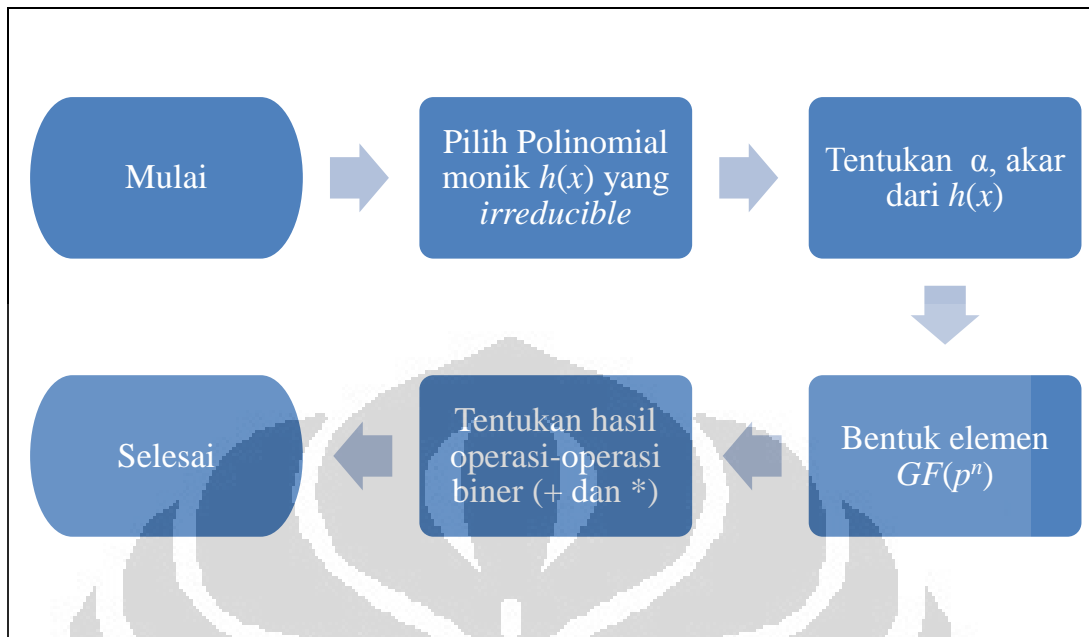 Mulai
Pilih Polinomial
monik h(x) yang
irreducible
Tentukan α, akar
dari h(x)
Bentuk elemen
GF(pⁿ)
Tentukan hasil
operasi-operasi
biner (+ dan *)
Selesai